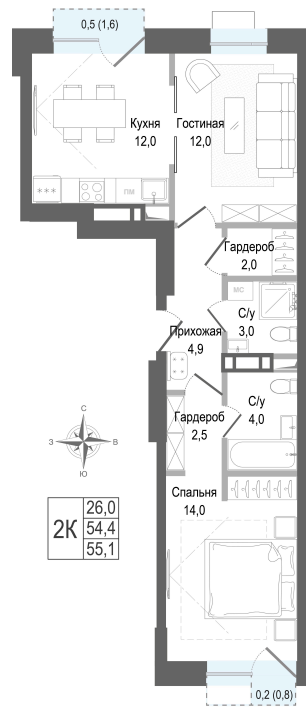 0,5 (1,6)
Кухня
12,0
Гостиная
12,0
***
ПМ
Гардероб
2,0
МС
С/у
3,0
Прихожая
4,9
Гардероб
2,5
С/у
4,0
С
З
В
Ю
Спальня
14,0
2К
26,0
54,4
55,1
0,2 (0,8)